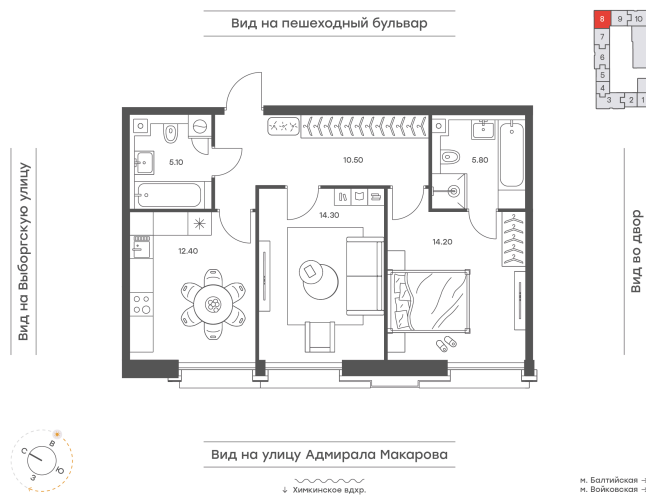 Вид на пешеходный бульвар
8 9 10
7
6
5
4
3 2 1
5.10
10.50
5.80
14.30
12.40
14.20
Вид на Выборгскую улицу
Вид во двор
Вид на улицу Адмирала Макарова
С В
З Ю
↓ Химкинское вдхр.
м. Балтийская
м. Войковская